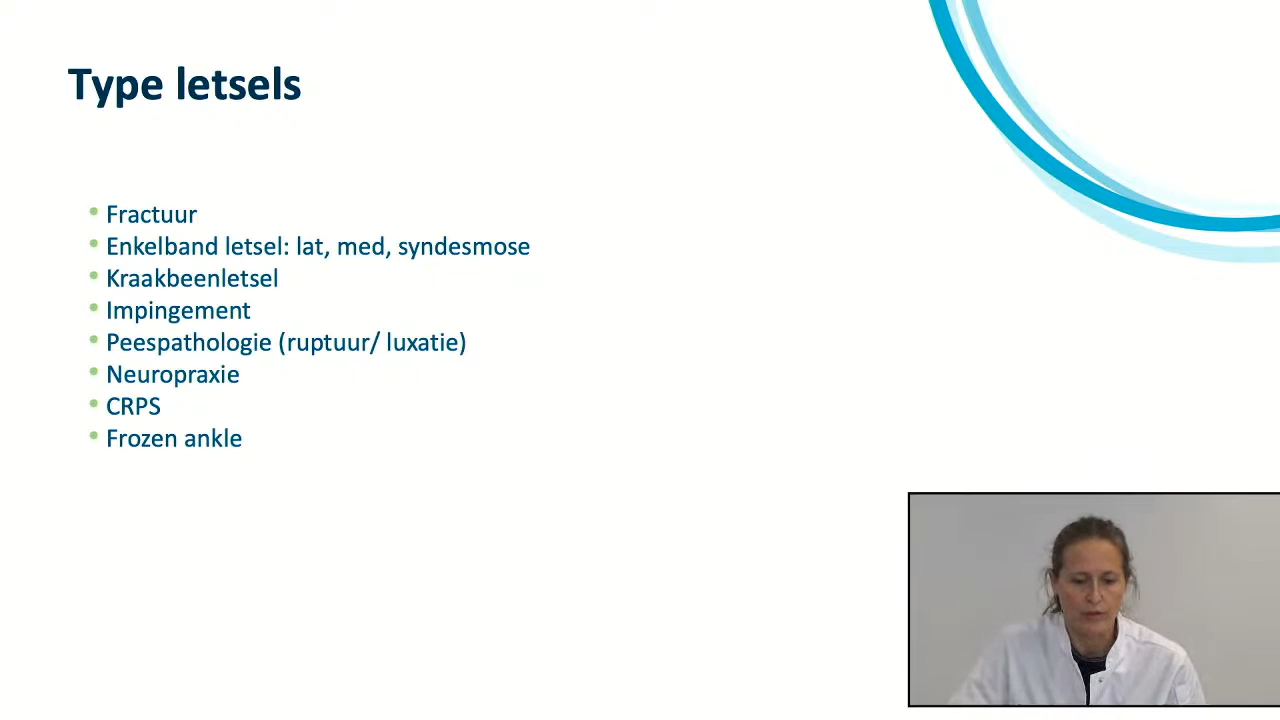 Type letsels
• Fractuur
• Enkelband letsel: lat, med, syndesmose
• Kraakbeenletsel
• Impingement
• Peespathologie (ruptuur/ luxatie)
• Neuropraxie
• CRPS
• Frozen ankle